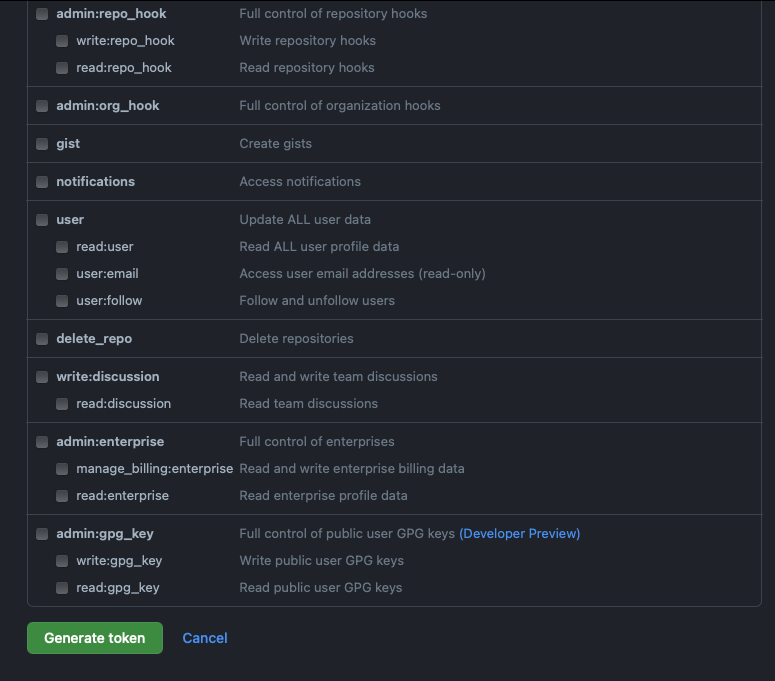 admin:repo_hook Full control of repository hooks
write:repo_hook Write repository hooks
read:repo_hook Read repository hooks
admin:org_hook Full control of organization hooks
gist Create gists
notifications Access notifications
user Update ALL user data
read:user Read ALL user profile data
user:email Access user email addresses (read-only)
user:follow Follow and unfollow users
delete_repo Delete repositories
write:discussion Read and write team discussions
read:discussion Read team discussions
admin:enterprise Full control of enterprises
manage_billing:enterprise Read and write enterprise billing data
read:enterprise Read enterprise profile data
admin:gpg_key Full control of public user GPG keys (Developer Preview)
write:gpg_key Write public user GPG keys
read:gpg_key Read public user GPG keys
Generate token Cancel